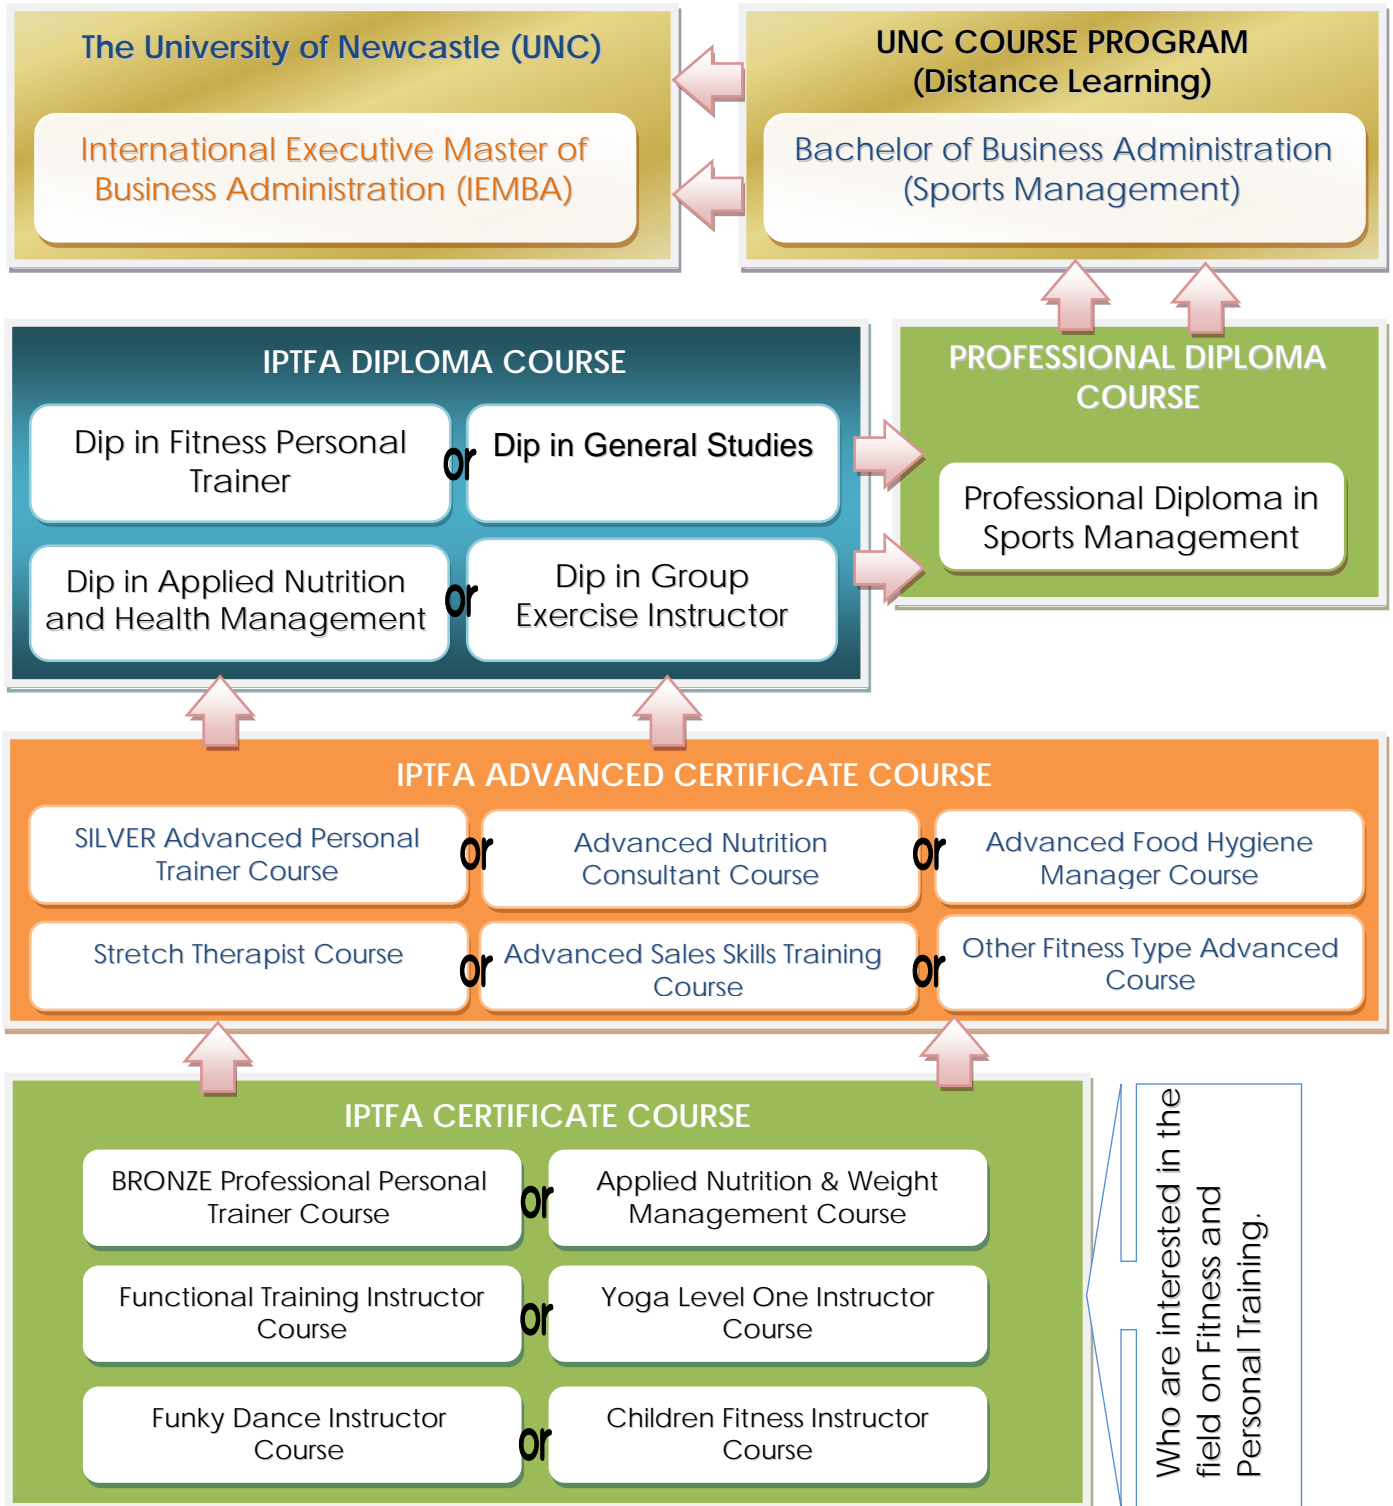 The University of Newcastle (UNC)
International Executive Master of
Business Administration (IEMBA)
UNC COURSE PROGRAM
(Distance Learning)
Bachelor of Business Administration
(Sports Management)
IPTFA DIPLOMA COURSE
Dip in Fitness Personal
Trainer
or
Dip in General Studies
Dip in Applied Nutrition
and Health Management
or
Dip in Group
Exercise Instructor
PROFESSIONAL DIPLOMA
COURSE
Professional Diploma in
Sports Management
IPTFA ADVANCED CERTIFICATE COURSE
SILVER Advanced Personal
Trainer Course
or
Advanced Nutrition
Consultant Course
or
Advanced Food Hygiene
Manager Course
Stretch Therapist Course
or
Advanced Sales Skills Training
Course
or
Other Fitness Type Advanced
Course
IPTFA CERTIFICATE COURSE
BRONZE Professional Personal
Trainer Course
or
Applied Nutrition & Weight
Management Course
Functional Training Instructor
Course
or
Yoga Level One Instructor
Course
Funky Dance Instructor
Course
or
Children Fitness Instructor
Course
Who are interested in the
field on Fitness and
Personal Training.